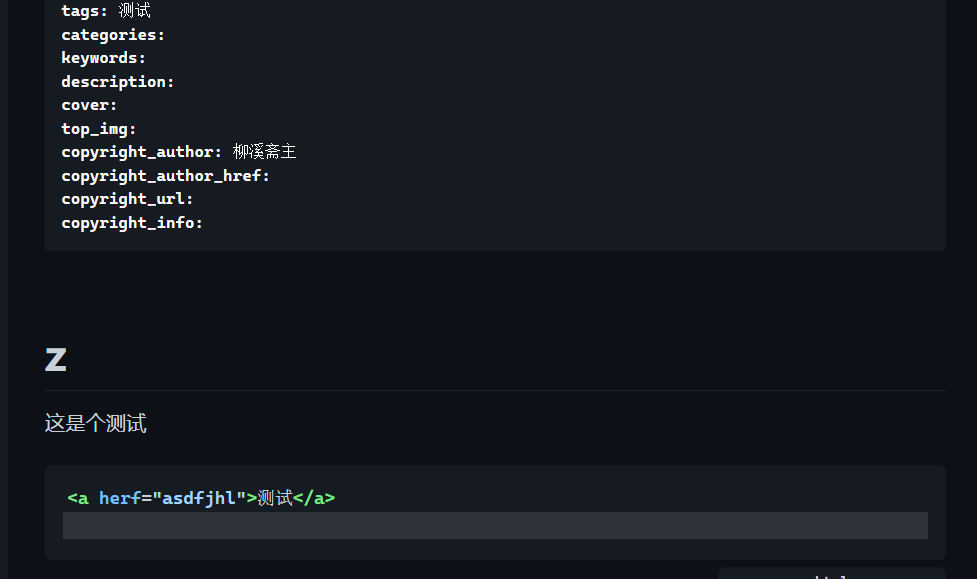 tags: 测试
categories:
keywords:
description:
cover:
top_img:
copyright_author: 柳溪斋主
copyright_author_href:
copyright_url:
copyright_info:
z
这是个测试
<a herf="asdfjhl">测试</a>